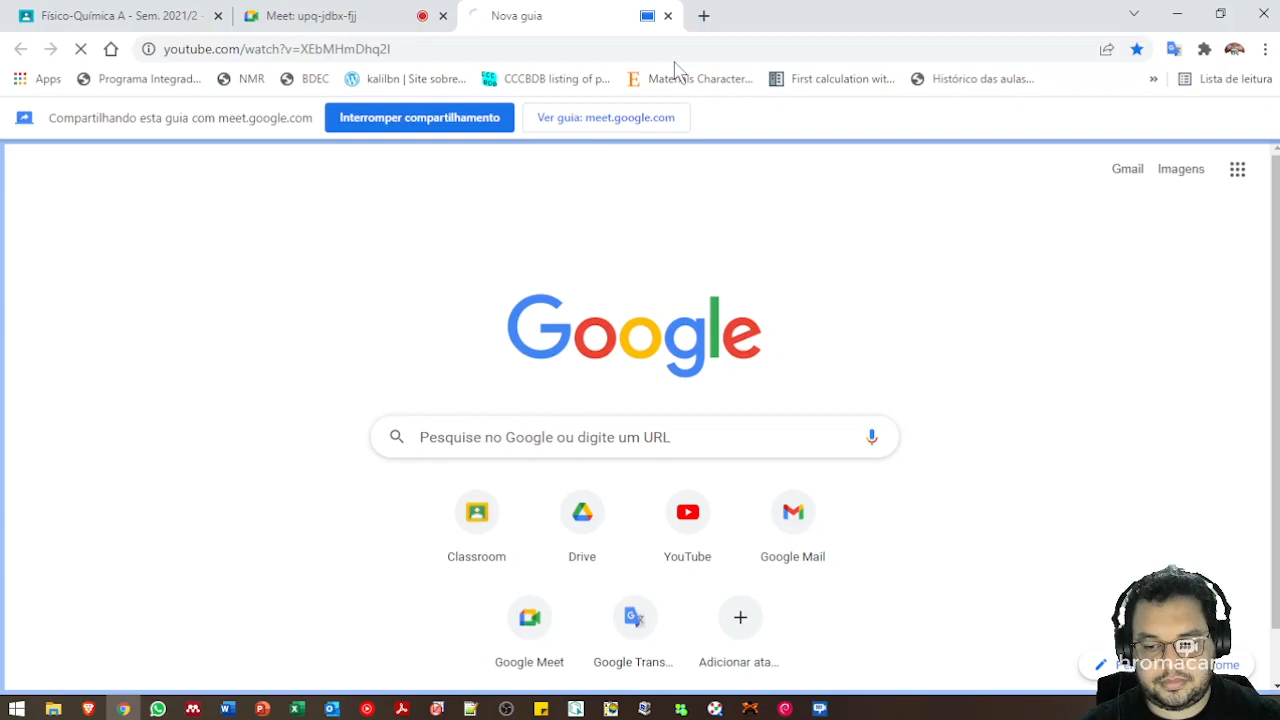 Físico-Química A - Sem. 2021/2 -
Meet: upq-jdbx-fjj
Nova guia
youtube.com/watch?v=XEbMHmDhq2I
Apps
Programa Integrad...
NMR
BDEC
kalilbn | Site sobre...
CCCBDB listing of p...
Materials Character...
First calculation wit...
Histórico das aulas...
»
Lista de leitura
Compartilhando esta guia com meet.google.com
Interromper compartilhamento
Ver guia: meet.google.com
Gmail
Imagens
Google
Pesquise no Google ou digite um URL
Classroom
Drive
YouTube
Google Mail
Google Meet
Google Trans...
Adicionar ata...